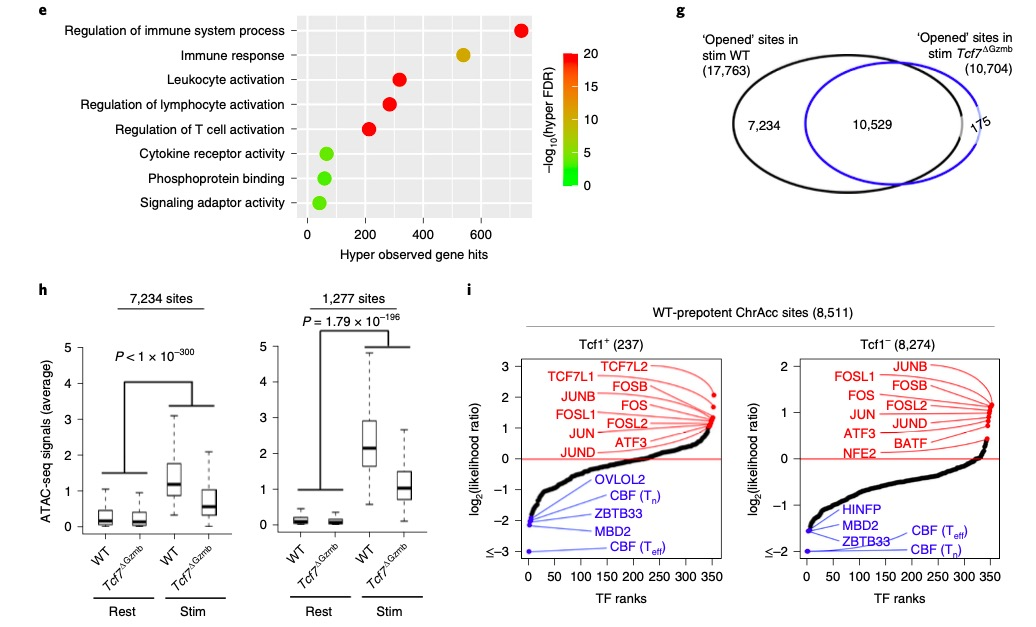 e
Regulation of immune system process
Immune response
Leukocyte activation
Regulation of lymphocyte activation
Regulation of T cell activation
Cytokine receptor activity
Phosphoprotein binding
Signaling adaptor activity
0 200 400 600
Hyper observed gene hits
20
15
10
5
0
–log10(hyper FDR)
g
'Opened' sites in
stim WT
(17,763)
'Opened' sites in
stim Tcf7ΔGzmb
(10,704)
7,234 10,529 175
h
7,234 sites
P < 1 × 10–300
ATAC-seq signals (average)
5
4
3
2
1
0
WT Tcf7ΔGzmb WT Tcf7ΔGzmb
Rest Stim
1,277 sites
P = 1.79 × 10–196
5
4
3
2
1
0
WT Tcf7ΔGzmb WT Tcf7ΔGzmb
Rest Stim
i
WT-prepotent ChrAcc sites (8,511)
Tcf1+ (237)
log2(likelihood ratio)
3
2
1
0
–1
–2
≤–3
TCF7L2
TCF7L1
FOSB
JUNB
FOS
FOSL1
FOSL2
JUN
ATF3
JUND
OVLOL2
CBF (Tn)
ZBTB33
MBD2
CBF (Teff)
0 50 100 150 200 250 300 350
TF ranks
Tcf1– (8,274)
log2(likelihood ratio)
2
1
0
–1
≤–2
JUNB
FOSL1
FOSB
FOS
FOSL2
JUN
JUND
ATF3
BATF
NFE2
HINFP
MBD2
ZBTB33
CBF (Teff)
CBF (Tn)
0 50 100 150 200 250 300 350
TF ranks